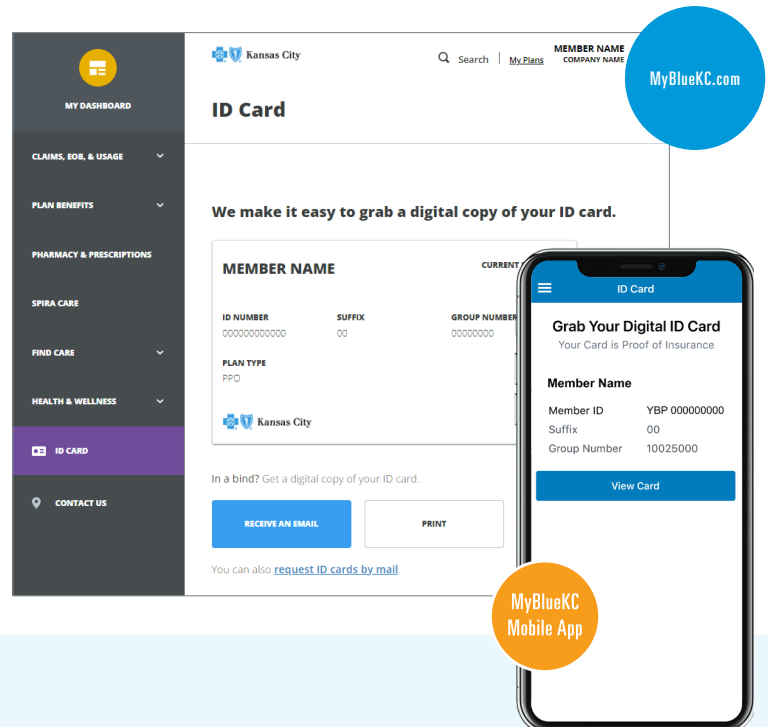 MyBlueKC.com
MY DASHBOARD
CLAIMS, EOB, & USAGE
PLAN BENEFITS
PHARMACY & PRESCRIPTIONS
SPIRA CARE
FIND CARE
HEALTH & WELLNESS
ID CARD
CONTACT US
Kansas City
Search
My Plans
MEMBER NAME
COMPANY NAME
ID Card
We make it easy to grab a digital copy of your ID card.
MEMBER NAME
CURRENT
ID NUMBER SUFFIX GROUP NUMBER
000000000000 00 00000000
PLAN TYPE
PPO
Kansas City
In a bind? Get a digital copy of your ID card.
RECEIVE AN EMAIL
PRINT
You can also request ID cards by mail.
ID Card
Grab Your Digital ID Card
Your Card is Proof of Insurance
Member Name
Member ID YBP 000000000
Suffix 00
Group Number 10025000
View Card
MyBlueKC
Mobile App